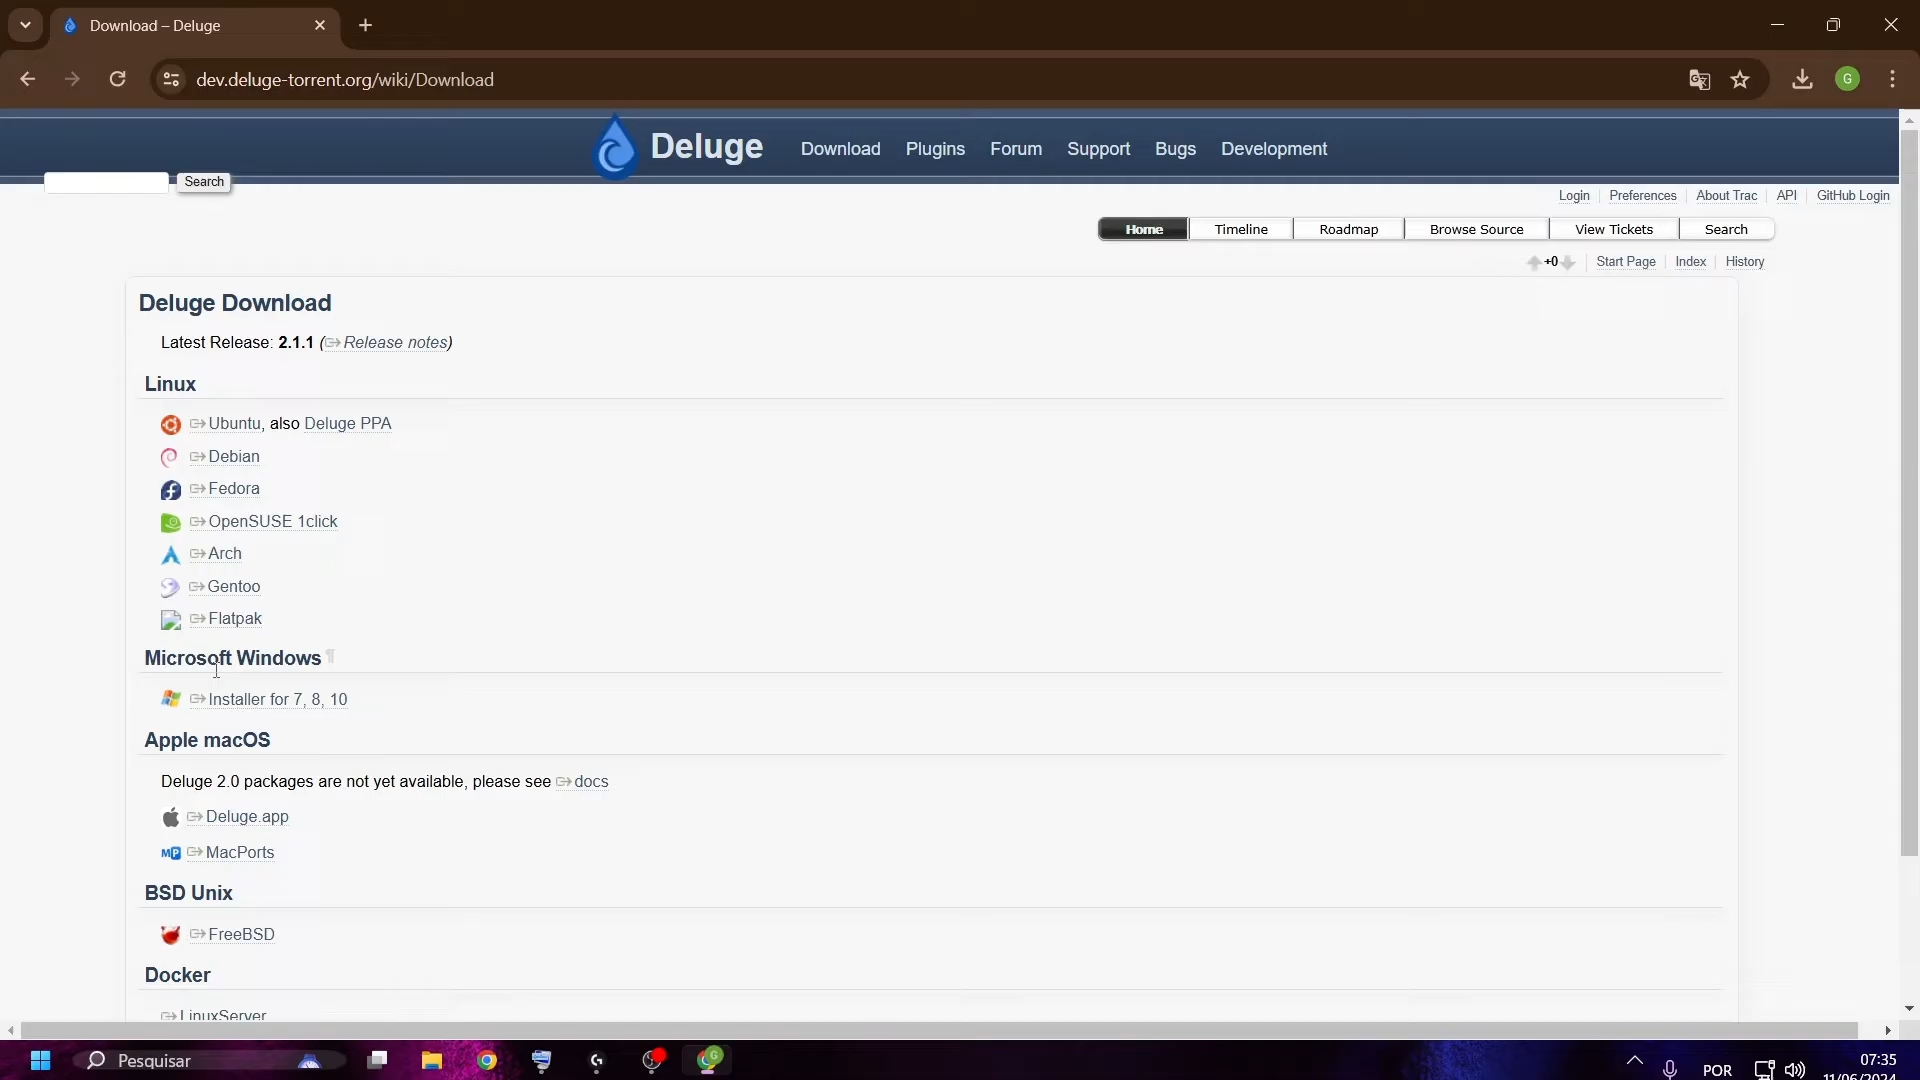 Download – Deluge
dev.deluge-torrent.org/wiki/Download
G
Deluge Download Plugins Forum Support Bugs Development
Search
Login Preferences About Trac API GitHub Login
Home Timeline Roadmap Browse Source View Tickets Search
+0 Start Page Index History
Deluge Download
Latest Release: 2.1.1 (Release notes)
Linux
Ubuntu, also Deluge PPA
Debian
Fedora
OpenSUSE 1click
Arch
Gentoo
Flatpak
Microsoft Windows ¶
Installer for 7, 8, 10
Apple macOS
Deluge 2.0 packages are not yet available, please see docs
Deluge.app
MP MacPorts
BSD Unix
FreeBSD
Docker
LinuxServer
Pesquisar
G
POR
07:35
11/06/2024